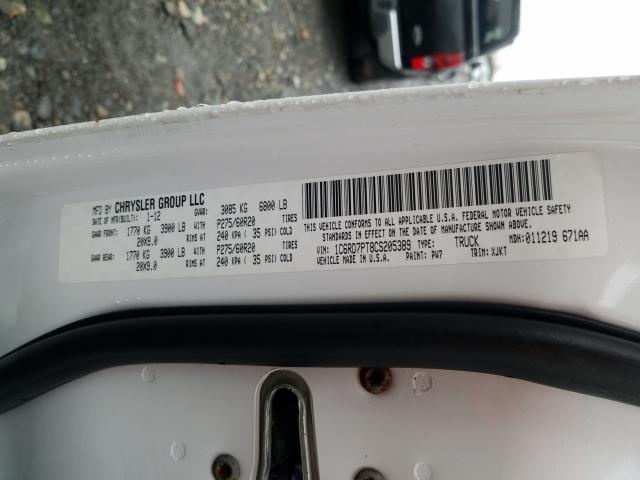 MFD BY CHRYSLER GROUP LLC
DATE OF MFR(BUILT): 1-12 GVWR: 3085 KG 6800 LB
GAWR FRONT: 1770 KG 3900 LB P275/60R20 TIRES
20X9.0 RIMS AT 240 KPA ( 35 PSI) COLD
GAWR REAR: 1770 KG 3900 LB P275/60R20 TIRES
20X9.0 RIMS AT 240 KPA ( 35 PSI) COLD
THIS VEHICLE CONFORMS TO ALL APPLICABLE U.S.A. FEDERAL MOTOR VEHICLE SAFETY
STANDARDS IN EFFECT ON THE DATE OF MANUFACTURE SHOWN ABOVE.
VIN: 1C6RD7PT8CS205389 TYPE: TRUCK MDH: 011219 671AA
VEHICLE MADE IN U.S.A. PAINT: PW7 TRIM: XJKT